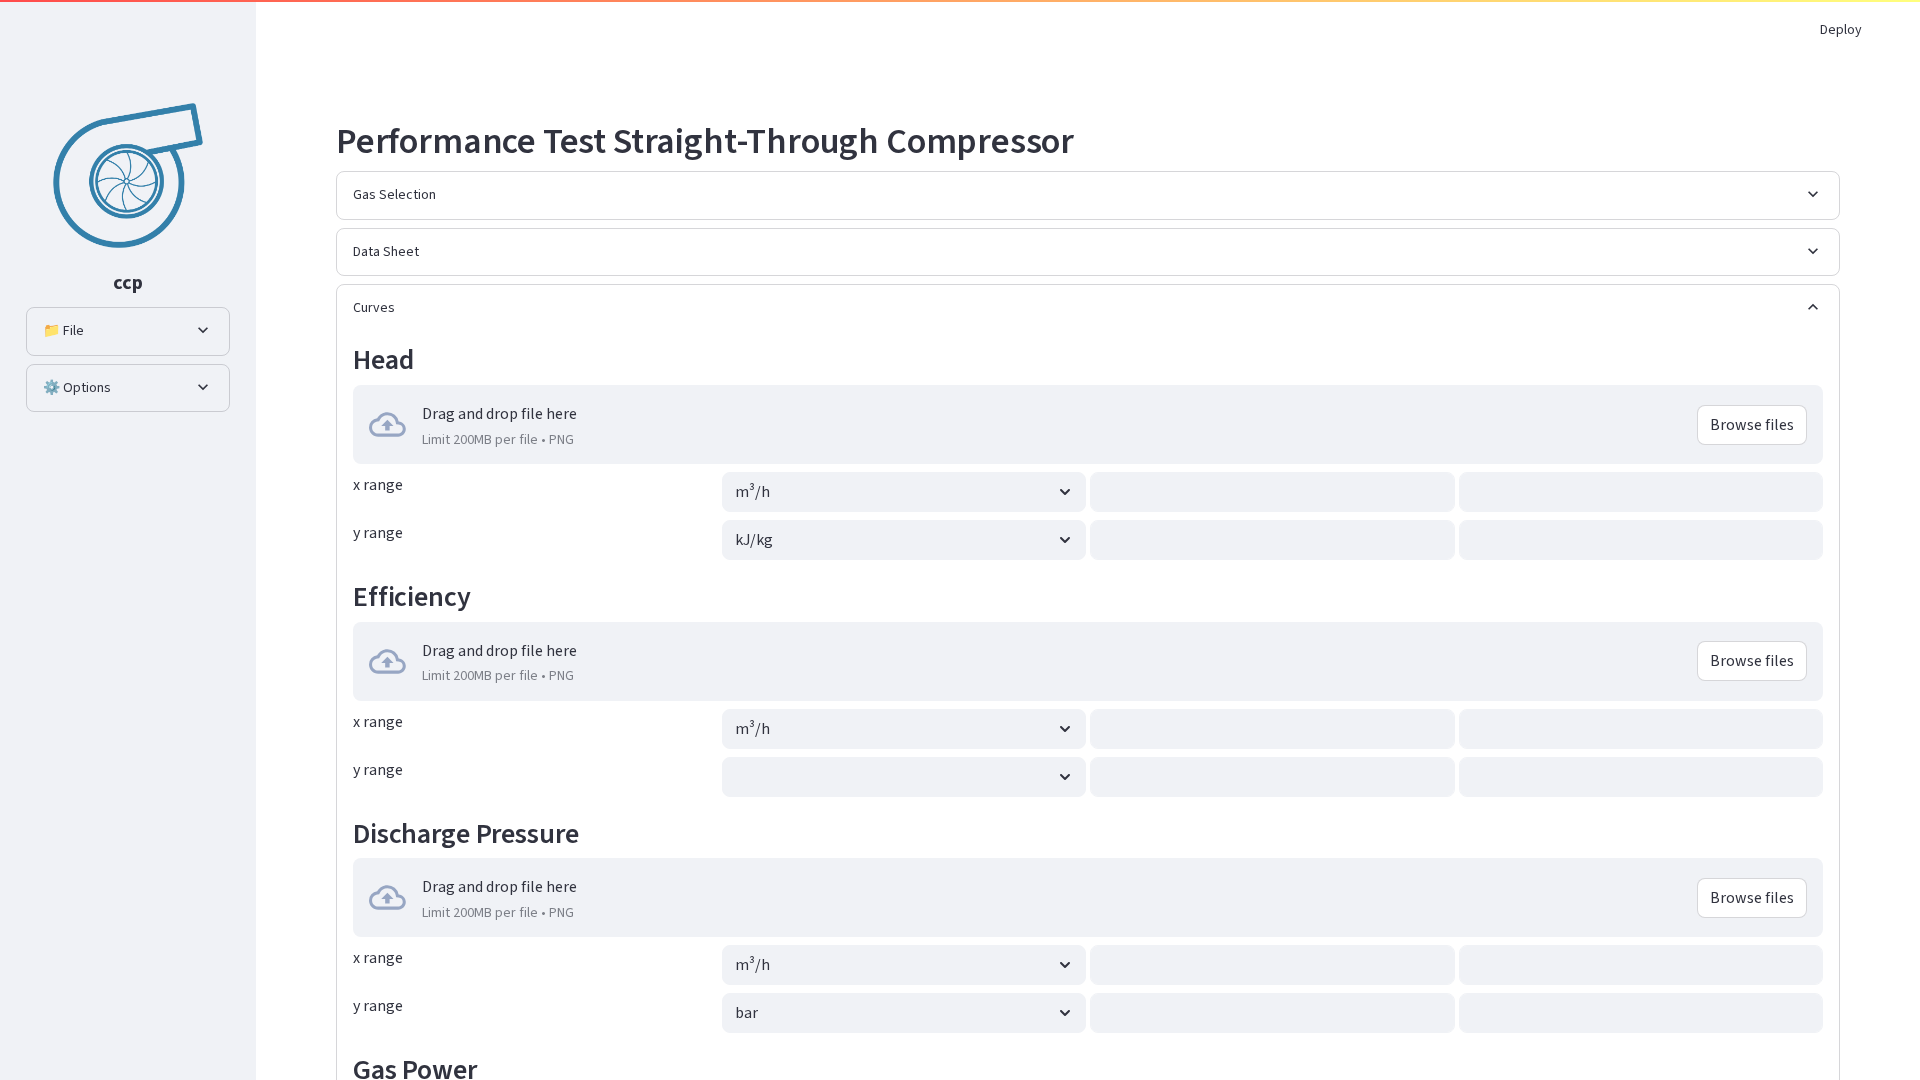 Deploy
ccp
📁 File
⚙️ Options
Performance Test Straight-Through Compressor
Gas Selection
Data Sheet
Curves
Head
Drag and drop file here
Limit 200MB per file • PNG
Browse files
x range
m³/h
y range
kJ/kg
Efficiency
Drag and drop file here
Limit 200MB per file • PNG
Browse files
x range
m³/h
y range
Discharge Pressure
Drag and drop file here
Limit 200MB per file • PNG
Browse files
x range
m³/h
y range
bar
Gas Power